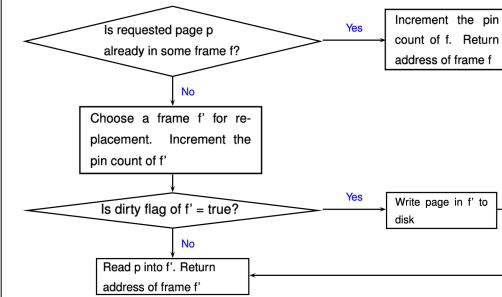 Is requested page p
already in some frame f?
Yes
Increment the pin
count of f. Return
address of frame f
No
Choose a frame f' for re-
placement. Increment the
pin count of f'
Is dirty flag of f' = true?
Yes
Write page in f' to
disk
No
Read p into f'. Return
address of frame f'